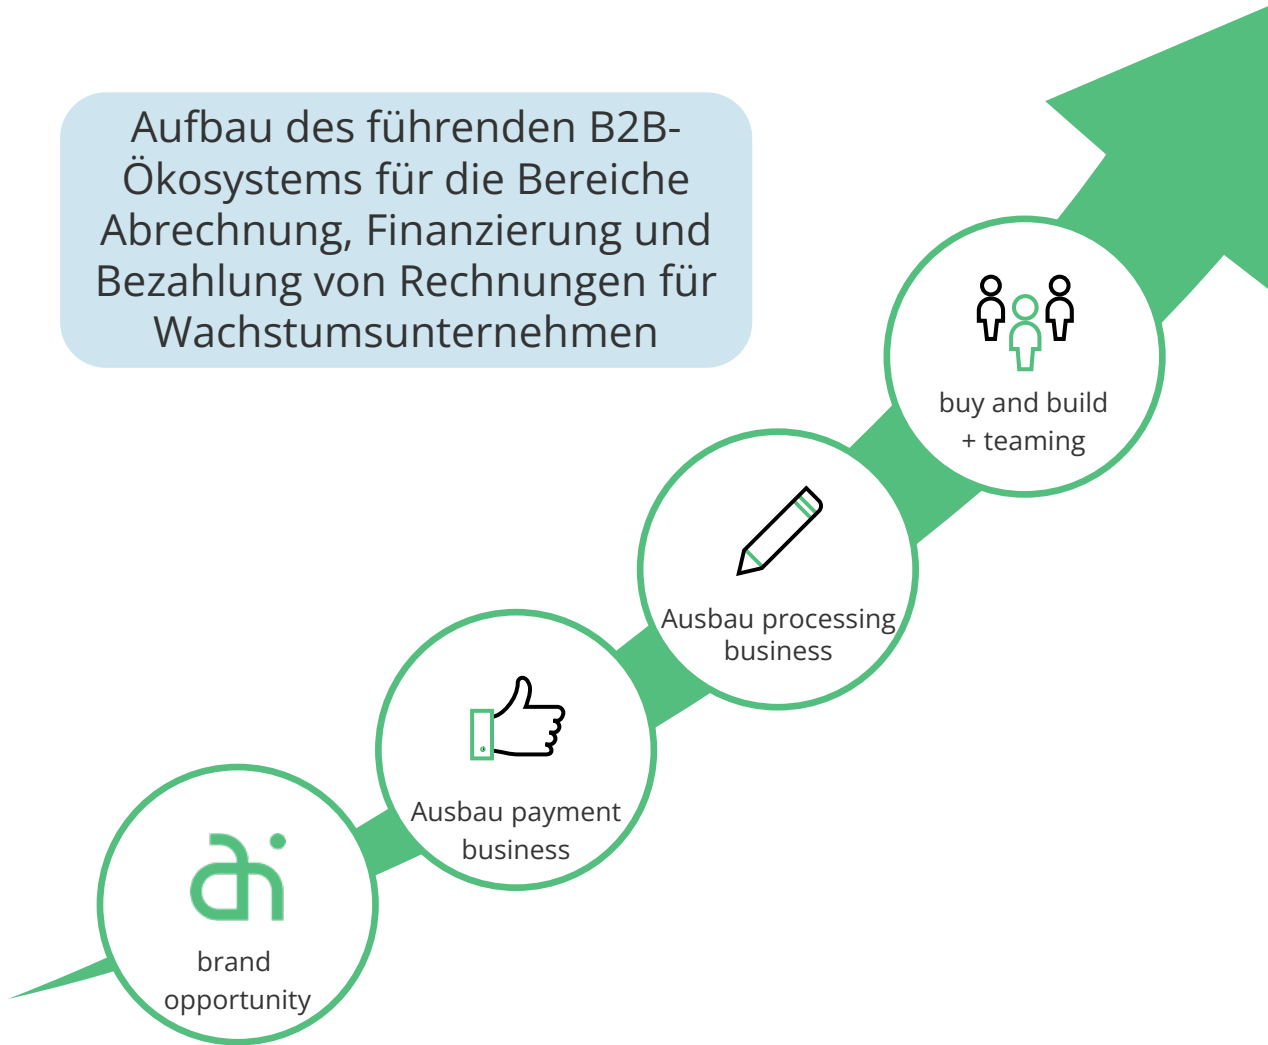 Aufbau des führenden B2B-
Ökosystems für die Bereiche
Abrechnung, Finanzierung und
Bezahlung von Rechnungen für
Wachstumsunternehmen
buy and build
+ teaming
Ausbau processing
business
Ausbau payment
business
brand
opportunity